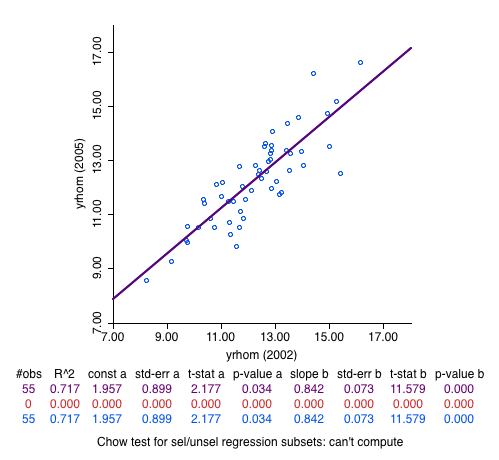 17.00
15.00
13.00
11.00
9.00
7.00
yrhom (2005)
7.00 9.00 11.00 13.00 15.00 17.00
yrhom (2002)
#obs R^2 const a std-err a t-stat a p-value a slope b std-err b t-stat b p-value b
55 0.717 1.957 0.899 2.177 0.034 0.842 0.073 11.579 0.000
0 0.000 0.000 0.000 0.000 0.000 0.000 0.000 0.000 0.000
55 0.717 1.957 0.899 2.177 0.034 0.842 0.073 11.579 0.000
Chow test for sel/unsel regression subsets: can't compute